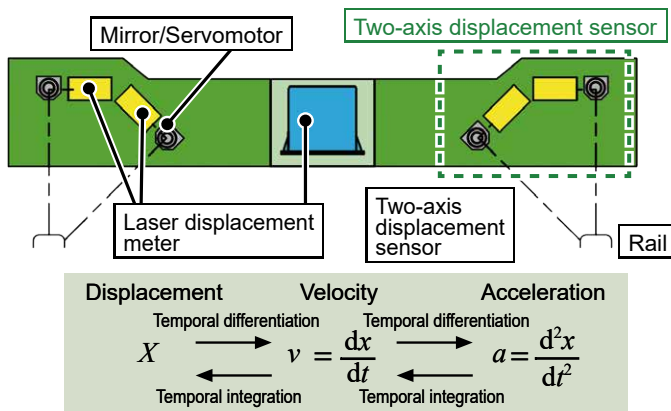 Mirror/Servomotor
Two-axis displacement sensor
Laser displacement
meter
Two-axis
displacement
sensor
Rail
Displacement Velocity Acceleration
Temporal differentiation Temporal differentiation
X v = dx/dt a = d²x/dt²
Temporal integration Temporal integration